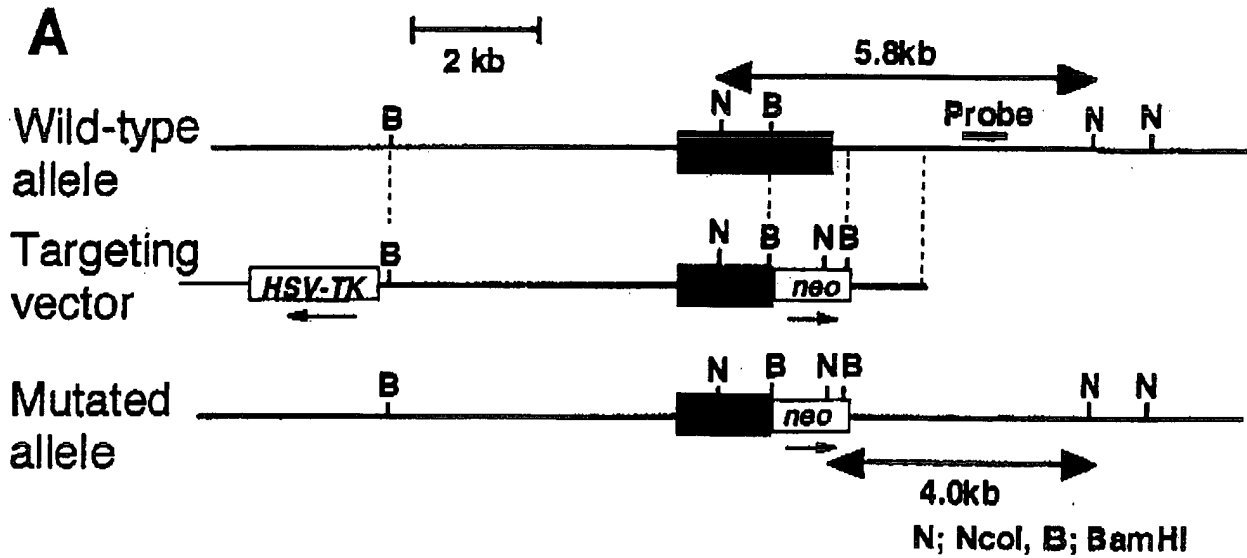 A
2 kb
5.8kb
Wild-type allele
B
N B
Probe
N N
Targeting vector
HSV-TK
B
N B N B
neo
Mutated allele
B
N B N B
neo
N N
4.0kb
N; NcoI, B; BamHI